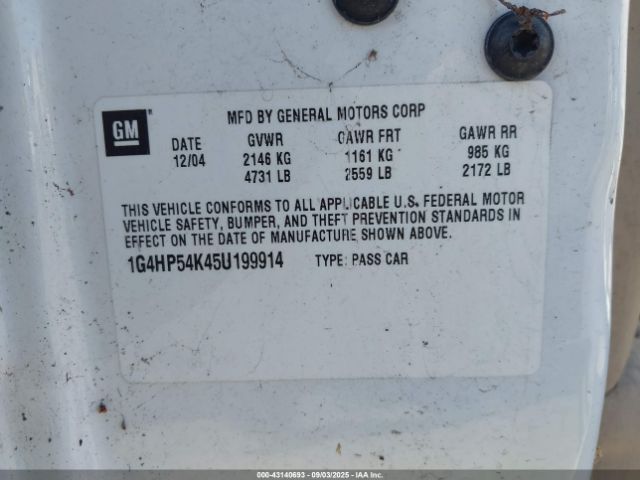 MFD BY GENERAL MOTORS CORP
GM
DATE GVWR GAWR FRT GAWR RR
12/04 2146 KG 1161 KG 985 KG
4731 LB 2559 LB 2172 LB
THIS VEHICLE CONFORMS TO ALL APPLICABLE U.S. FEDERAL MOTOR
VEHICLE SAFETY, BUMPER, AND THEFT PREVENTION STANDARDS IN
EFFECT ON THE DATE OF MANUFACTURE SHOWN ABOVE.
1G4HP54K45U199914 TYPE: PASS CAR
000-43140693 | 09/03/2025 | IAAI.CA